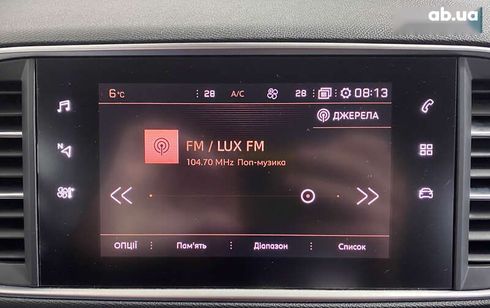 ab.ua
6°C 28 A/C 28 08:13
ДЖЕРЕЛА
FM / LUX FM
104.70 MHz Поп-музика
ОПЦІЇ Пам'ять Діапазон Список